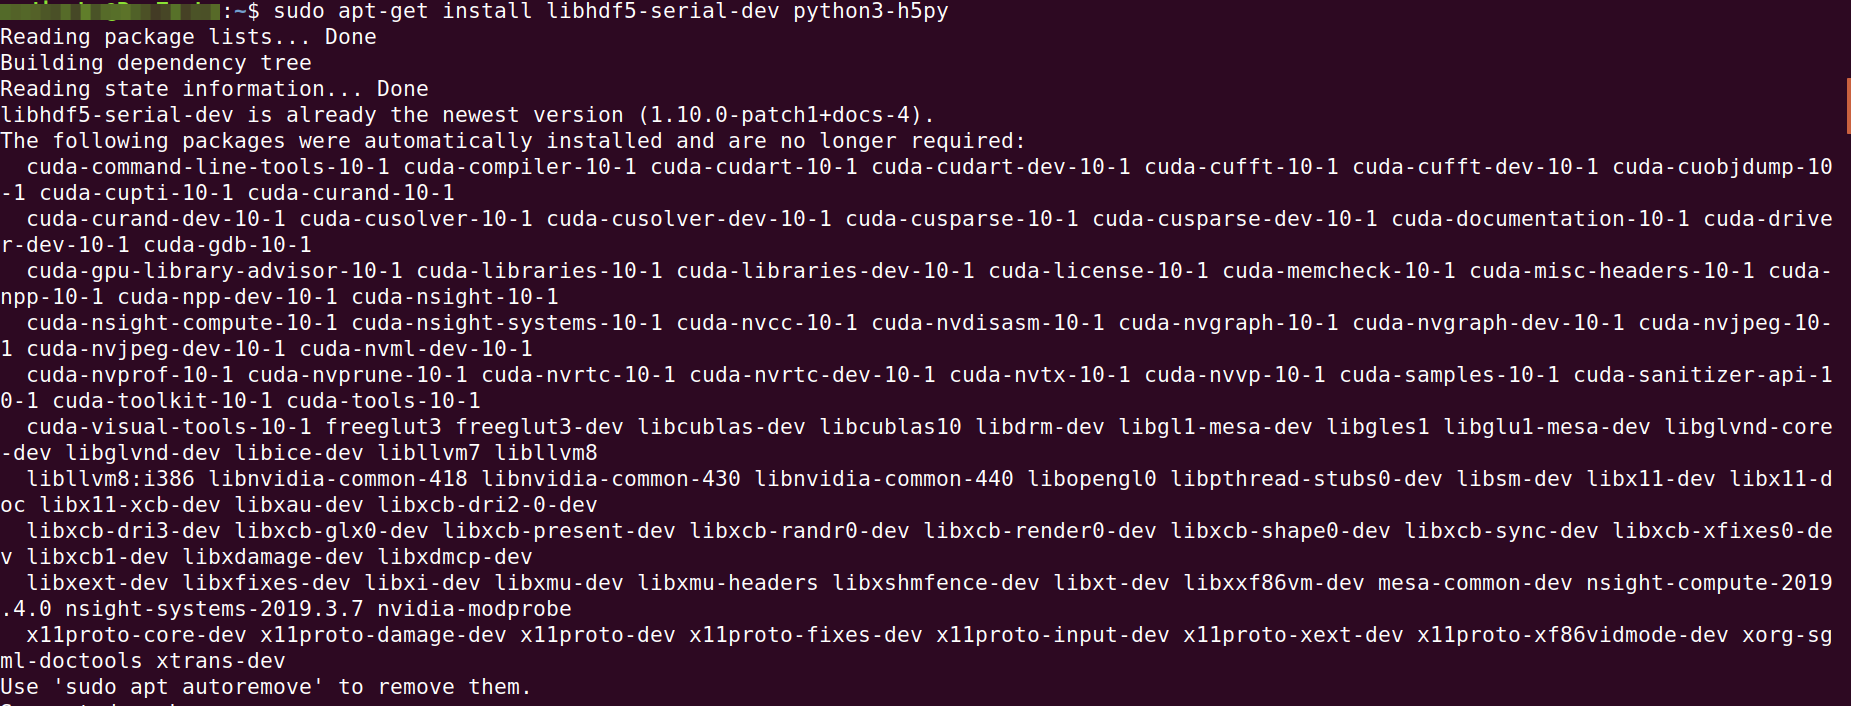 :~$ sudo apt-get install libhdf5-serial-dev python3-h5py
Reading package lists... Done
Building dependency tree
Reading state information... Done
libhdf5-serial-dev is already the newest version (1.10.0-patch1+docs-4).
The following packages were automatically installed and are no longer required:
  cuda-command-line-tools-10-1 cuda-compiler-10-1 cuda-cudart-10-1 cuda-cudart-dev-10-1 cuda-cufft-10-1 cuda-cufft-dev-10-1 cuda-cuobjdump-10
-1 cuda-cupti-10-1 cuda-curand-10-1
  cuda-curand-dev-10-1 cuda-cusolver-10-1 cuda-cusolver-dev-10-1 cuda-cusparse-10-1 cuda-cusparse-dev-10-1 cuda-documentation-10-1 cuda-drive
r-dev-10-1 cuda-gdb-10-1
  cuda-gpu-library-advisor-10-1 cuda-libraries-10-1 cuda-libraries-dev-10-1 cuda-license-10-1 cuda-memcheck-10-1 cuda-misc-headers-10-1 cuda-
npp-10-1 cuda-npp-dev-10-1 cuda-nsight-10-1
  cuda-nsight-compute-10-1 cuda-nsight-systems-10-1 cuda-nvcc-10-1 cuda-nvdisasm-10-1 cuda-nvgraph-10-1 cuda-nvgraph-dev-10-1 cuda-nvjpeg-10-
1 cuda-nvjpeg-dev-10-1 cuda-nvml-dev-10-1
  cuda-nvprof-10-1 cuda-nvprune-10-1 cuda-nvrtc-10-1 cuda-nvrtc-dev-10-1 cuda-nvtx-10-1 cuda-nvvp-10-1 cuda-samples-10-1 cuda-sanitizer-api-1
0-1 cuda-toolkit-10-1 cuda-tools-10-1
  cuda-visual-tools-10-1 freeglut3 freeglut3-dev libcublas-dev libcublas10 libdrm-dev libgl1-mesa-dev libgles1 libglu1-mesa-dev libglvnd-core
-dev libglvnd-dev libice-dev libllvm7 libllvm8
  libllvm8:i386 libnvidia-common-418 libnvidia-common-430 libnvidia-common-440 libopengl0 libpthread-stubs0-dev libsm-dev libx11-dev libx11-d
oc libx11-xcb-dev libxau-dev libxcb-dri2-0-dev
  libxcb-dri3-dev libxcb-glx0-dev libxcb-present-dev libxcb-randr0-dev libxcb-render0-dev libxcb-shape0-dev libxcb-sync-dev libxcb-xfixes0-de
v libxcb1-dev libxdamage-dev libxdmcp-dev
  libxext-dev libxfixes-dev libxi-dev libxmu-dev libxmu-headers libxshmfence-dev libxt-dev libxxf86vm-dev mesa-common-dev nsight-compute-2019
.4.0 nsight-systems-2019.3.7 nvidia-modprobe
  x11proto-core-dev x11proto-damage-dev x11proto-dev x11proto-fixes-dev x11proto-input-dev x11proto-xext-dev x11proto-xf86vidmode-dev xorg-sg
ml-doctools xtrans-dev
Use 'sudo apt autoremove' to remove them.